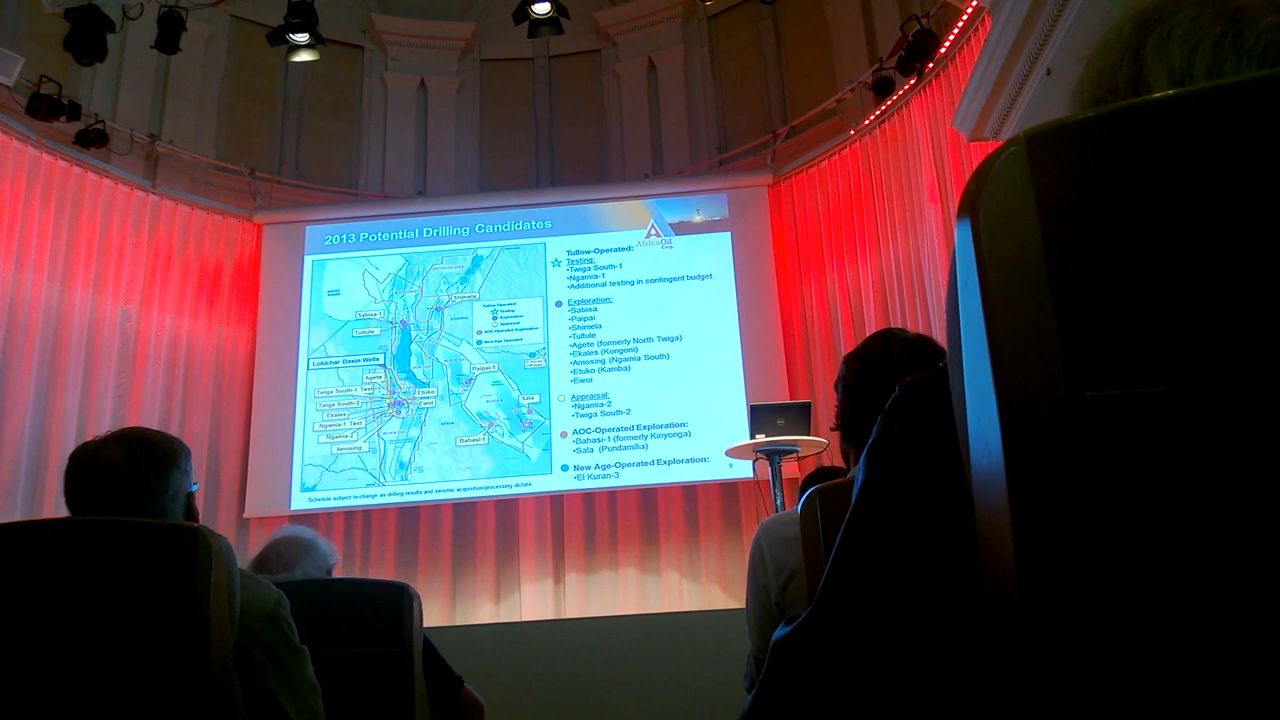 2013 Potential Drilling Candidates
AfricaOil
Corp.
Tullow-Operated:
Testing:
•Twiga South-1
•Ngamia-1
•Additional testing in contingent budget
Exploration:
•Sabisa
•Paipai
•Shimela
•Tultule
•Agete (formerly North Twiga)
•Ekales (Kongoni)
•Amosing (Ngamia South)
•Etuko (Kamba)
•Ewoi
Appraisal:
•Ngamia-2
•Twiga South-2
AOC-Operated Exploration:
•Bahasi-1 (formerly Kinyonga)
•Sala (Pundamilia)
New Age-Operated Exploration:
•El Kuran-3
9
Shimela
Sabisa-1
Tultule
Tullow-Operated
Testing
Exploration
Appraisal
AOC-Operated Exploration
New Age Operated
Lokichar Basin Wells
Agete
Twiga South-1 Test
Twiga South-2
Ekales
Ngamia-1 Test
Ngamia-2
Amosing
Etuko
Ewoi
Paipai-1
Sala
Bahasi-1
Schedule subject to change as drilling results and seismic acquisition/processing dictate